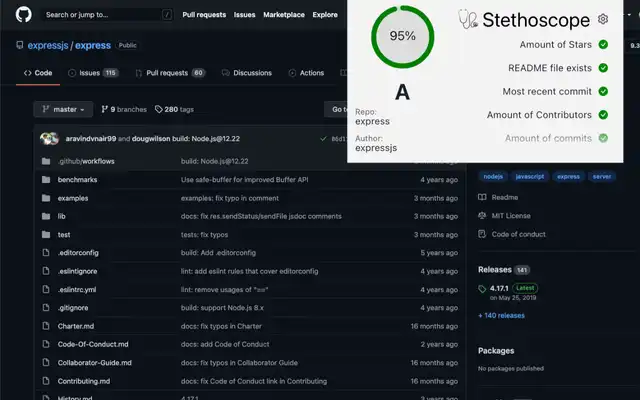 Search or jump to...
/
Pull requests
Issues
Marketplace
Explore
expressjs / express
Public
9.3
Code
Issues 115
Pull requests 60
Discussions
Actions
master
9 branches
280 tags
Go to
95%
A
Repo:
express
Author:
expressjs
Stethoscope
Amount of Stars
README file exists
Most recent commit
Amount of Contributors
Amount of commits
aravindvnair99 and dougwilson build: Node.js@12.22
.github/workflows
build: Node.js@12.22
benchmarks
Use safe-buffer for improved Buffer API
4 years ago
examples
examples: fix typo in comment
3 months ago
lib
docs: fix res.sendStatus/sendFile jsdoc comments
3 months ago
test
tests: fix typos
3 months ago
.editorconfig
build: Add .editorconfig
5 years ago
.eslintignore
lint: add eslint rules that cover editorconfig
4 years ago
.eslintrc.yml
lint: remove usages of "=="
4 years ago
.gitignore
build: support Node.js 8.x
4 years ago
Charter.md
docs: fix typos in Charter
16 months ago
Code-Of-Conduct.md
docs: add Code of Conduct
2 years ago
Collaborator-Guide.md
docs: fix typos in Collaborator Guide
16 months ago
Contributing.md
docs: fix Code of Conduct link in Contributing
16 months ago
History.md
4.17.1
3 years ago
nodejs
javascript
express
server
Readme
MIT License
Code of conduct
Releases 141
4.17.1 Latest
on May 25, 2019
+ 140 releases
Packages
No packages published